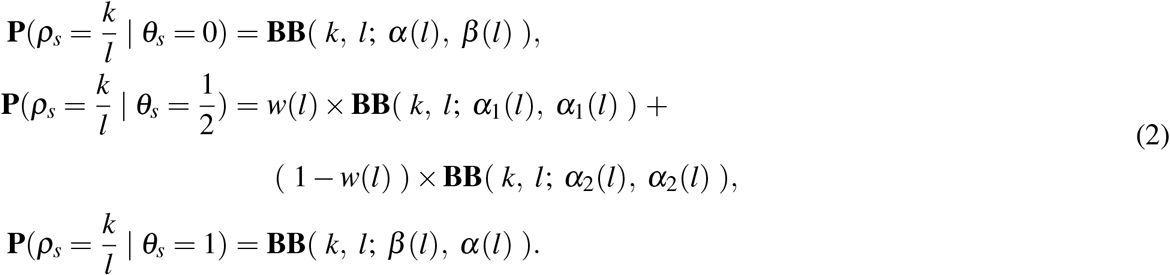 P(ρ_s = k/l | θ_s = 0) = BB( k, l; α(l), β(l) ),
P(ρ_s = k/l | θ_s = 1/2) = w(l) × BB( k, l; α_1(l), α_1(l) ) +
( 1 − w(l) ) × BB( k, l; α_2(l), α_2(l) ),
(2)
P(ρ_s = k/l | θ_s = 1) = BB( k, l; β(l), α(l) ).